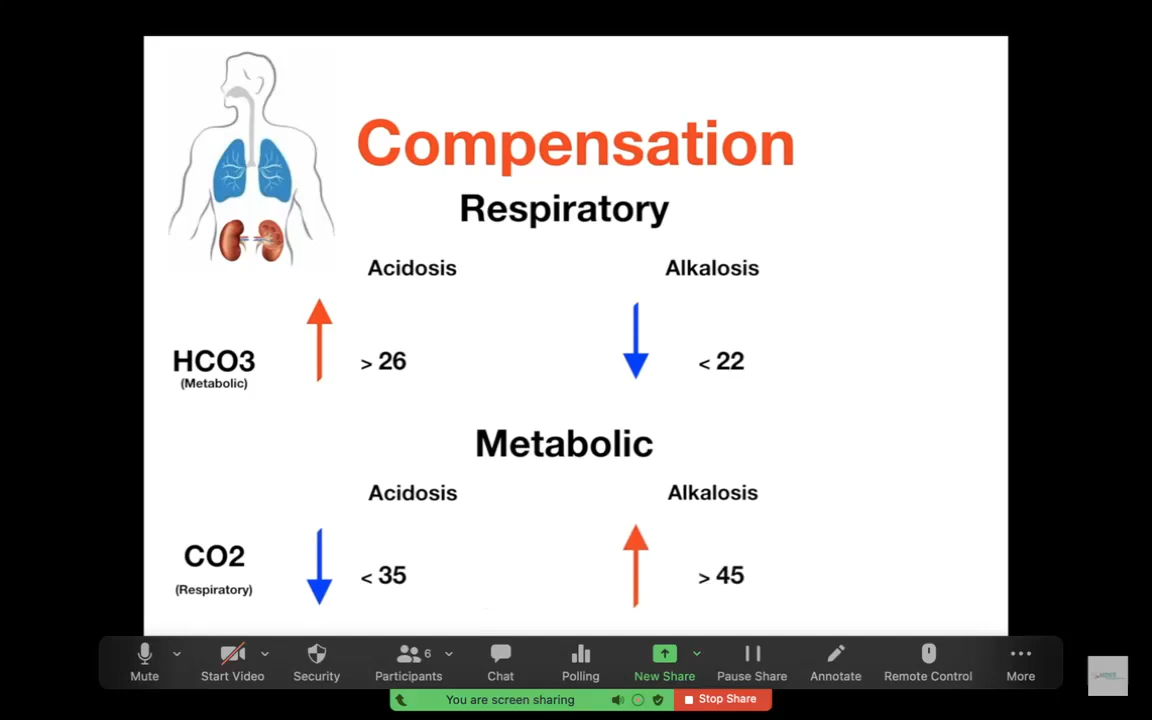 Compensation
Respiratory
Acidosis Alkalosis
HCO3 > 26 < 22
(Metabolic)
Metabolic
Acidosis Alkalosis
CO2 < 35 > 45
(Respiratory)
6
Mute Start Video Security Participants Chat Polling New Share Pause Share Annotate Remote Control More
You are screen sharing Stop Share